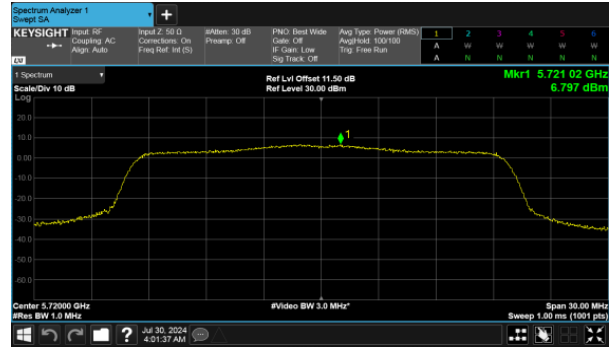 Spectrum Analyzer 1
Swept SA
+
KEYSIGHT Input: RF Input Z: 50 Ω #Atten: 30 dB PNO: Best Wide Avg Type: Power (RMS) 1 2 3 4 5 6
Coupling: AC Corrections: On Preamp: Off Gate: Off Avg|Hold: 100/100 A W W W W W
Align: Auto Freq Ref: Int (S) IF Gain: Low Trig: Free Run
Sig Track: Off A N N N N N
LXI
1 Spectrum Ref Lvl Offset 11.50 dB Mkr1 5.721 02 GHz
Scale/Div 10 dB Ref Level 30.00 dBm 6.797 dBm
Log
20.0
10.0
1
0.00
-10.0
-20.0
-30.0
-40.0
-50.0
-60.0
Center 5.72000 GHz #Video BW 3.0 MHz* Span 30.00 MHz
#Res BW 1.0 MHz Sweep 1.00 ms (1001 pts)
? Jul 30, 2024
4:01:37 AM